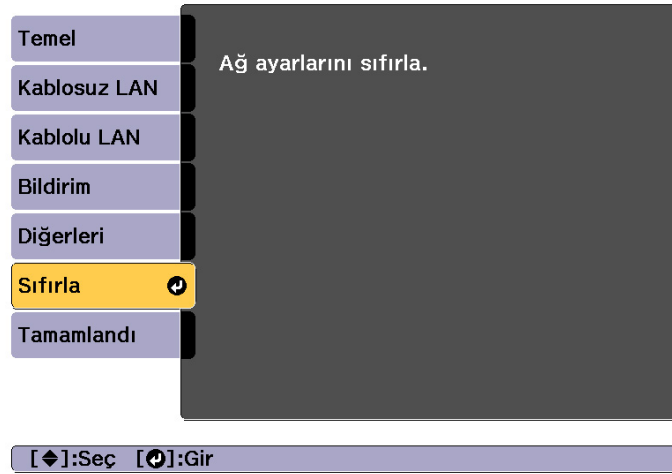 Temel
Kablosuz LAN
Kablolu LAN
Bildirim
Diğerleri
Sıfırla
Tamamlandı
Ağ ayarlarını sıfırla.
[◆]:Seç [↵]:Gir